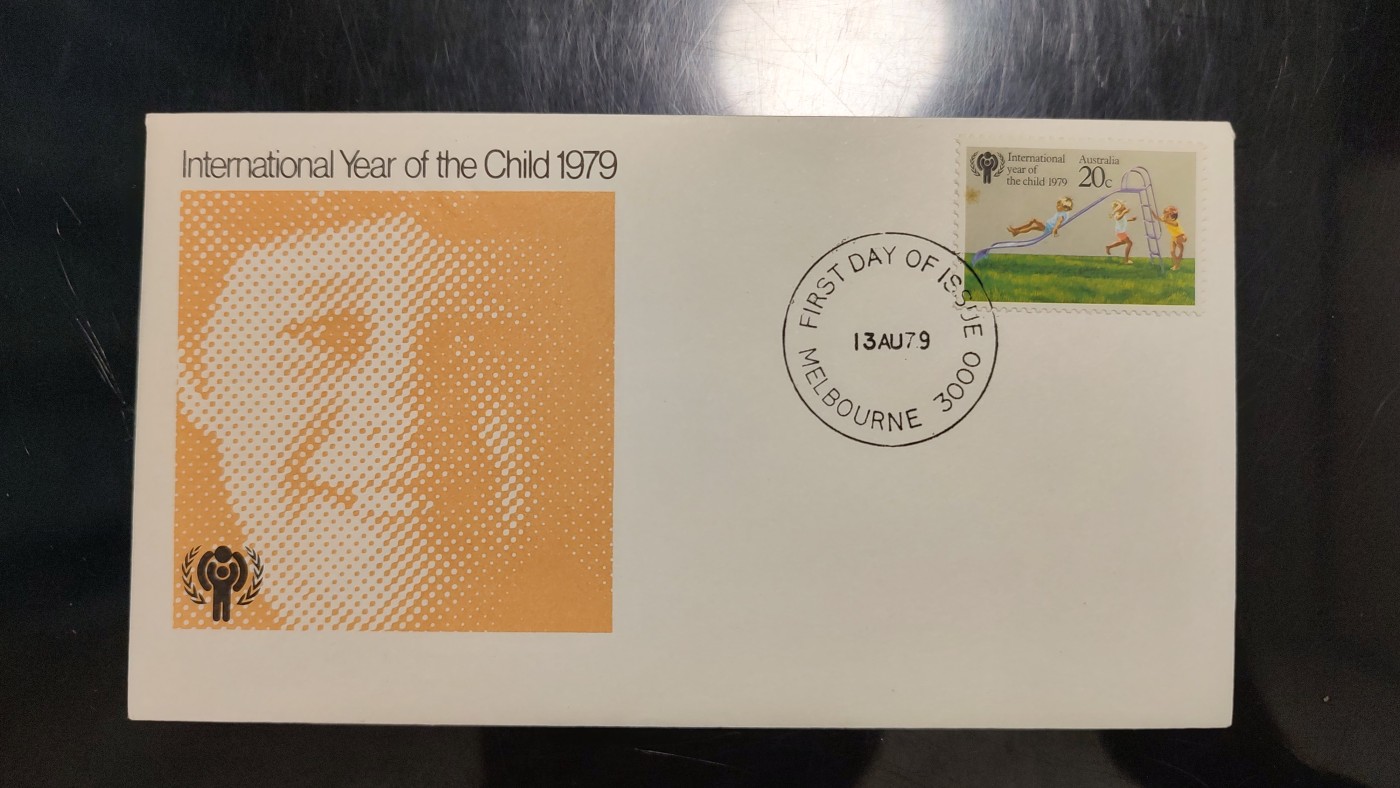 International Year of the Child 1979
International
year of
the child 1979
Australia
20c
FIRST DAY OF ISSUE
13AU79
MELBOURNE 3000